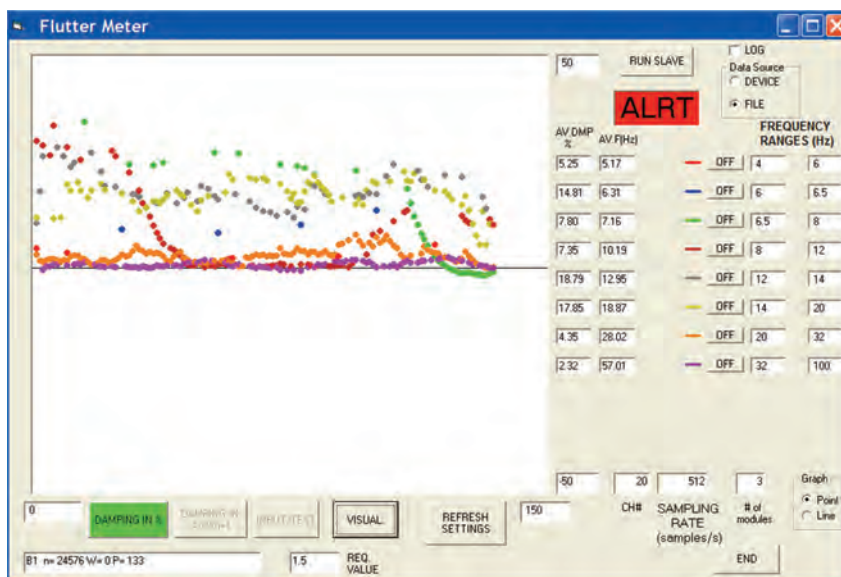 Flutter Meter
50
RUN SLAVE
LOG
Data Source
DEVICE
FILE
ALRT
AV.DMP %
AV.F(Hz)
FREQUENCY RANGES (Hz)
5.25 5.17 OFF 4 6
14.81 6.31 OFF 6 6.5
7.80 7.16 OFF 6.5 8
7.35 10.19 OFF 8 12
18.79 12.95 OFF 12 14
17.85 18.87 OFF 14 20
4.35 28.02 OFF 20 32
2.32 57.01 OFF 32 100
-50 20 512 3
CH# SAMPLING RATE (samples/s) # of modules
Graph
Point
Line
0
DAMPING IN %
DAMPING IN
VISUAL
REFRESH SETTINGS
150
B1 n= 24576 W= 0 P= 133
1.5
REQ. VALUE
END